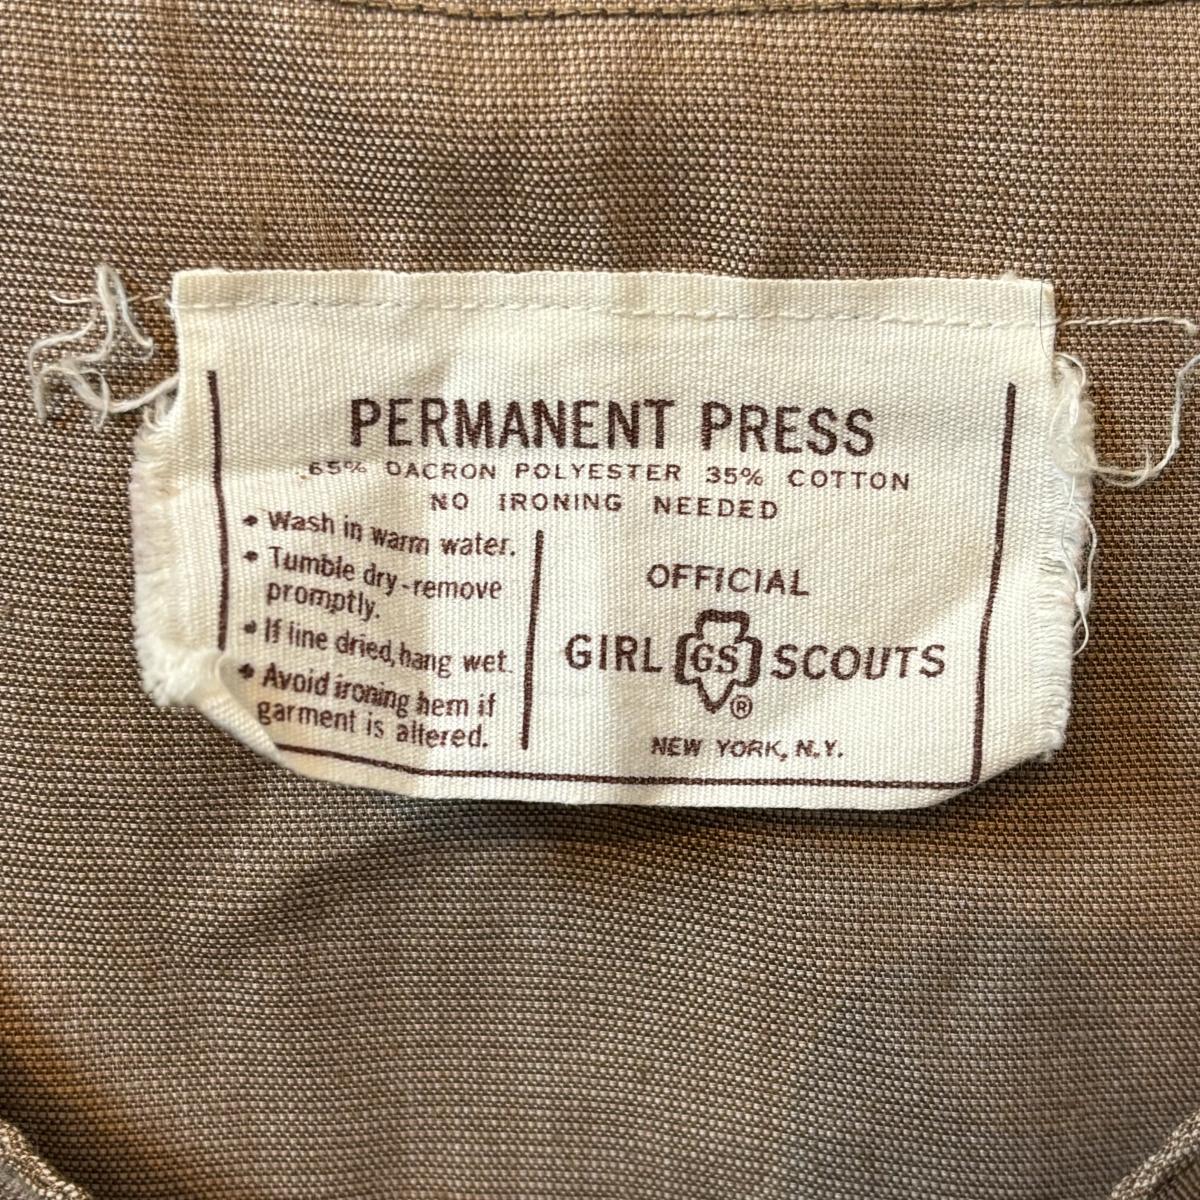 PERMANENT PRESS
65% DACRON POLYESTER 35% COTTON
NO IRONING NEEDED
• Wash in warm water.
• Tumble dry-remove
promptly.
• If line dried, hang wet.
• Avoid ironing hem if
garment is altered.
OFFICIAL
GIRL GS SCOUTS
®
NEW YORK, N.Y.